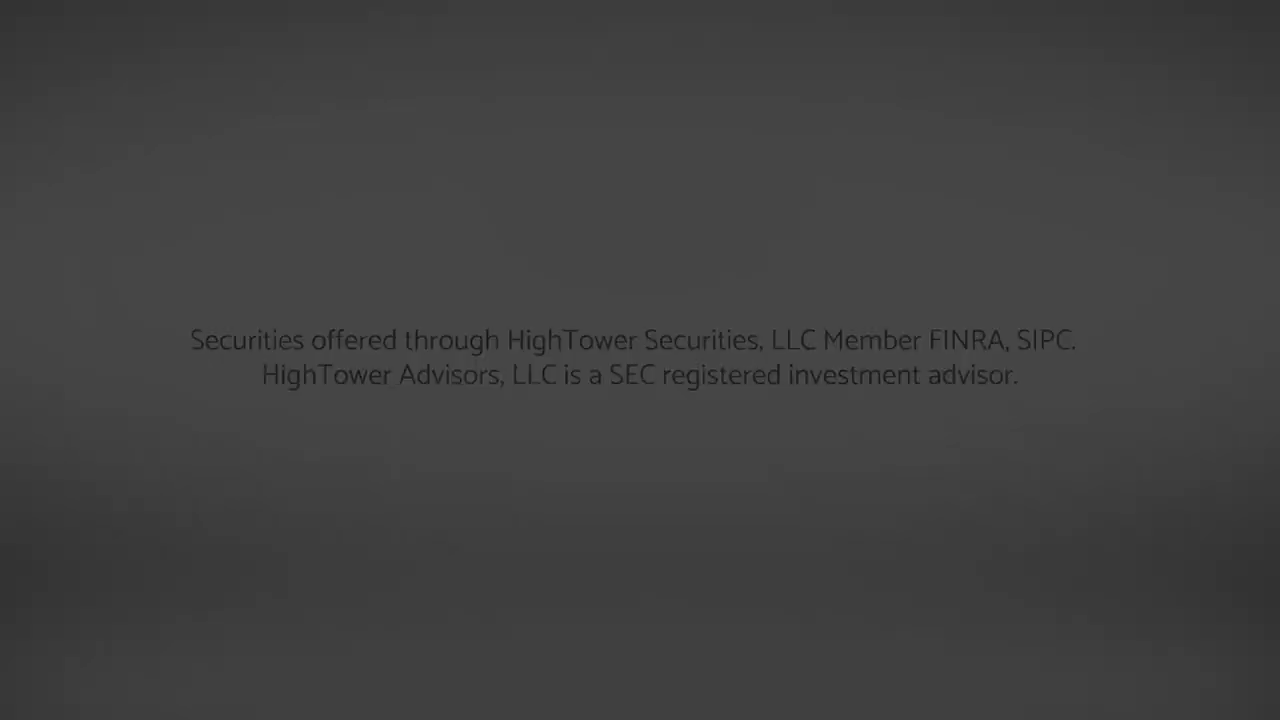 Securities offered through HighTower Securities, LLC Member FINRA, SIPC.
HighTower Advisors, LLC is a SEC registered investment advisor.